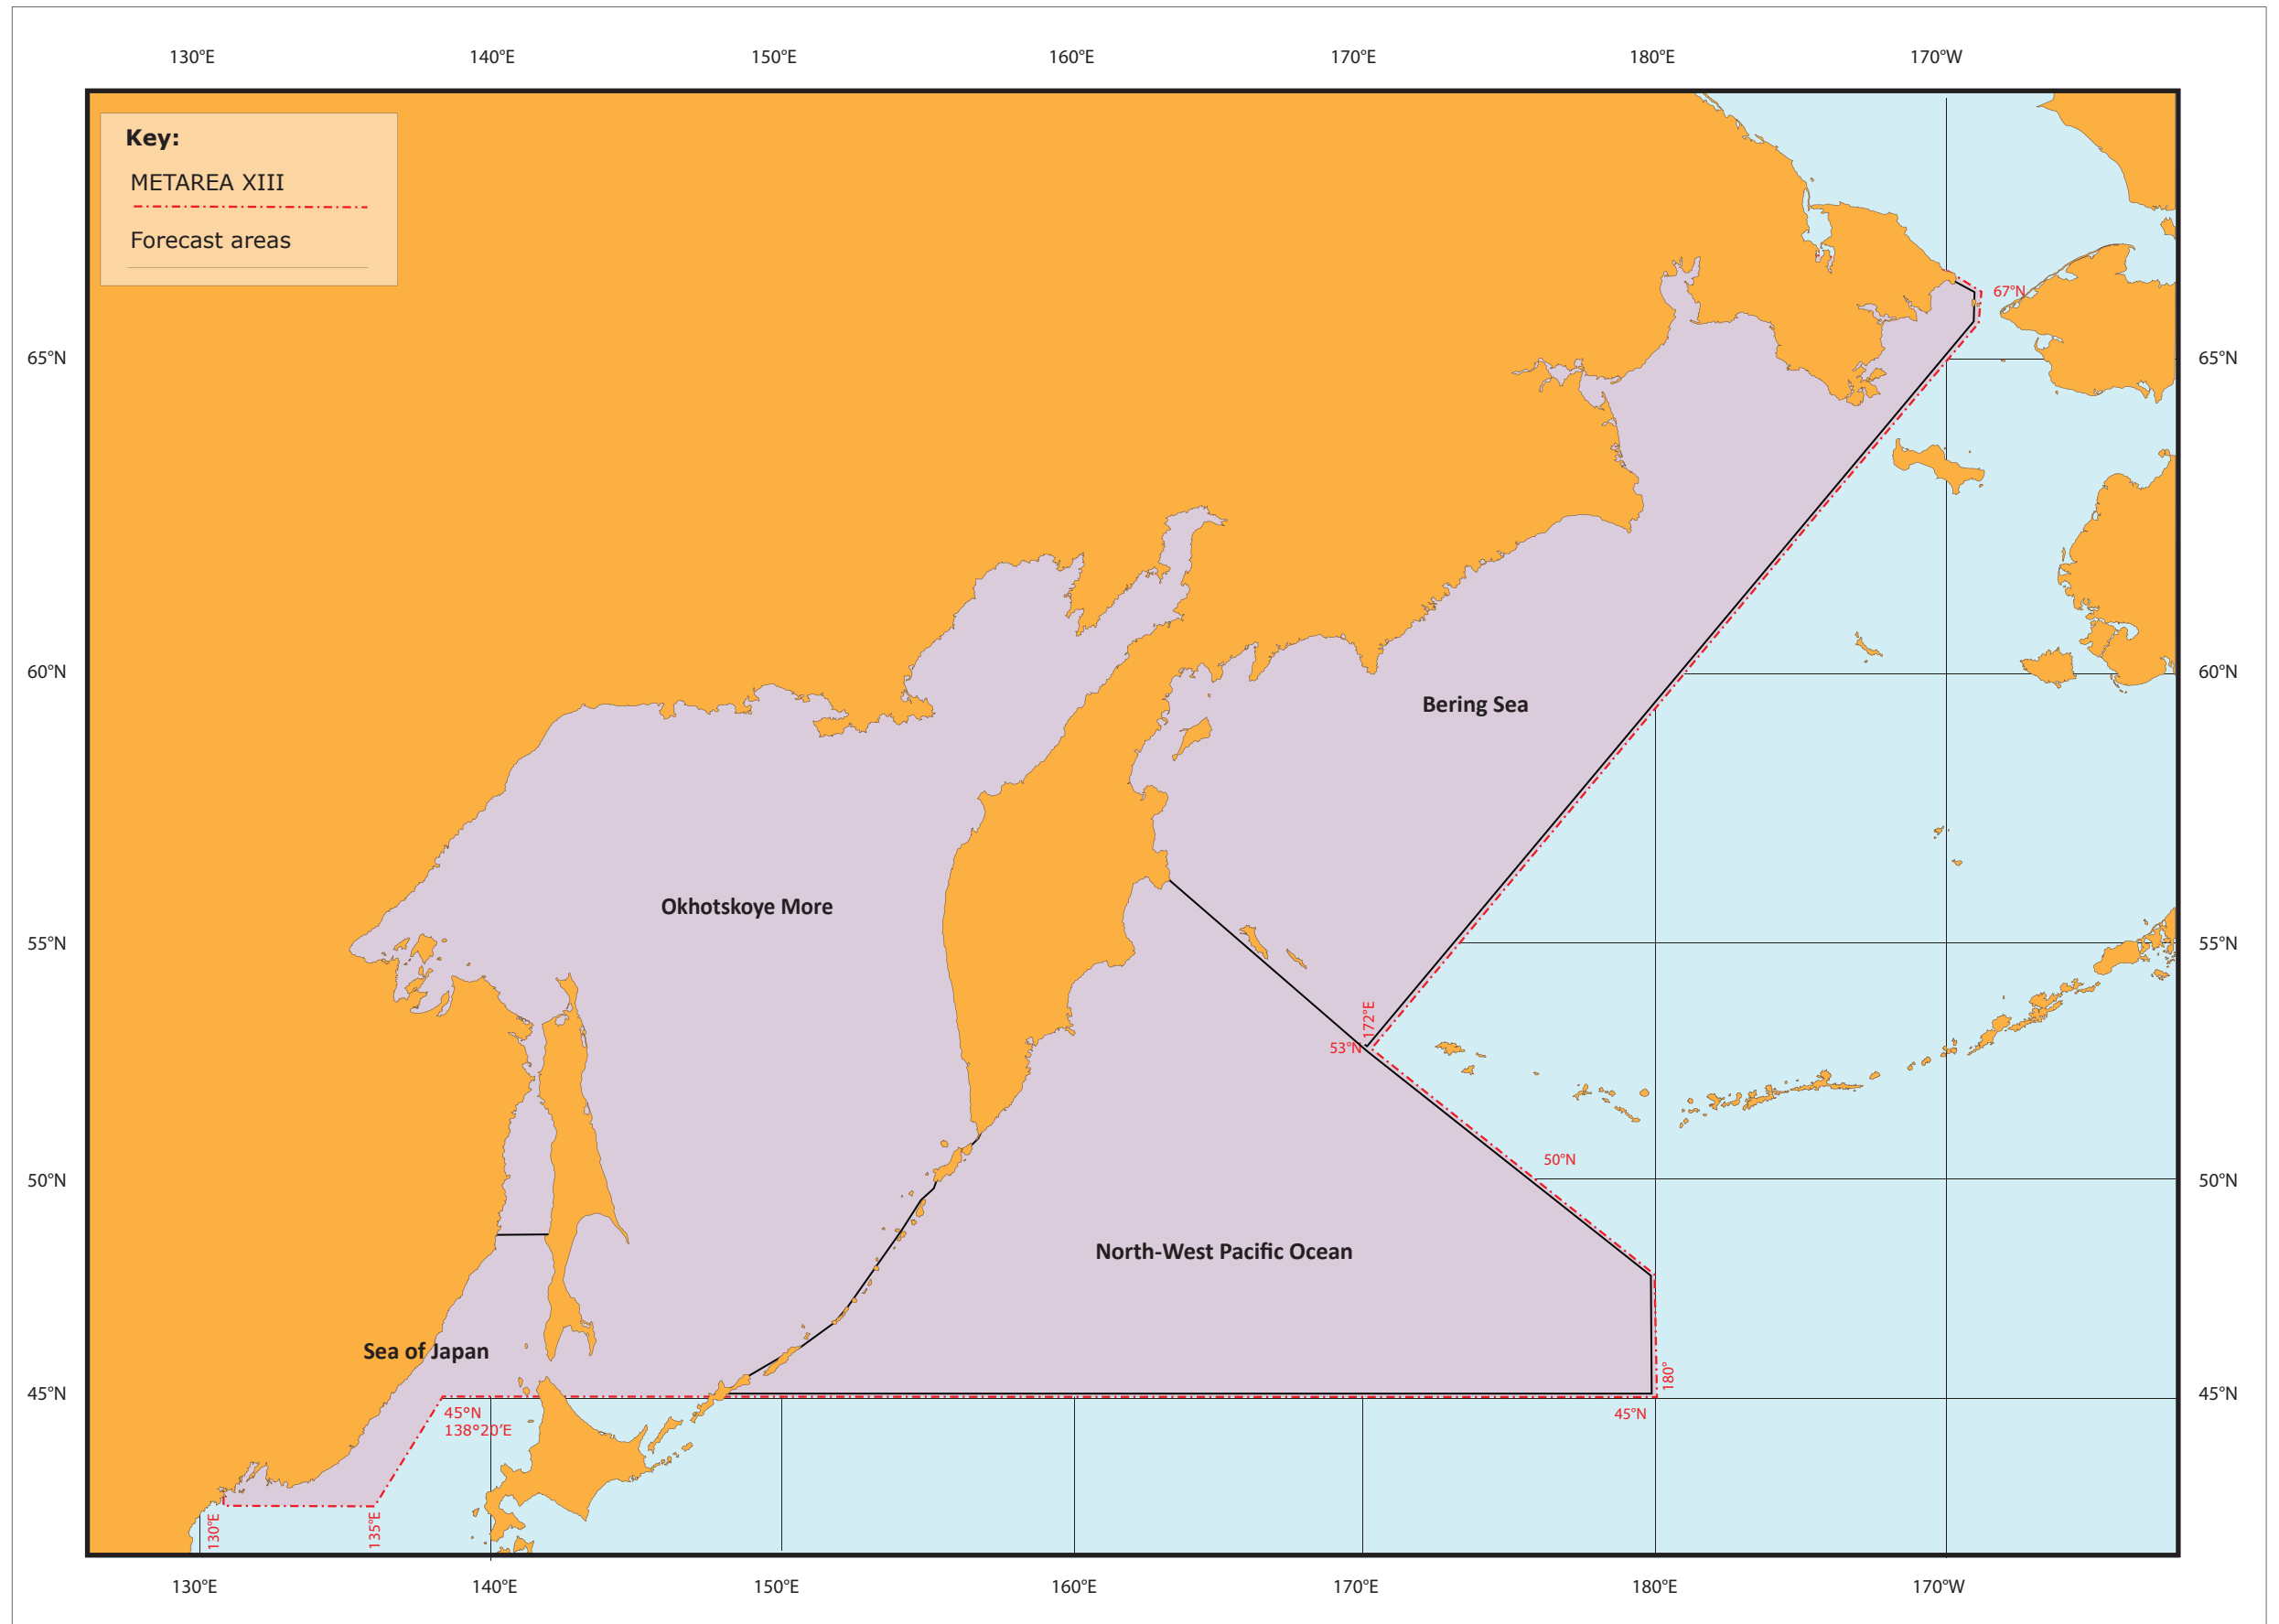 130°E 140°E 150°E 160°E 170°E 180°E 170°W
Key:
METAREA XIII
Forecast areas
67°N
65°N 65°N
60°N 60°N
Bering Sea
Okhotskoye More
55°N 55°N
172°E
53°N
50°N
50°N 50°N
North-West Pacific Ocean
Sea of Japan
180°
45°N 45°N
45°N
138°20’E
45°N
130°E
135°E
130°E 140°E 150°E 160°E 170°E 180°E 170°W